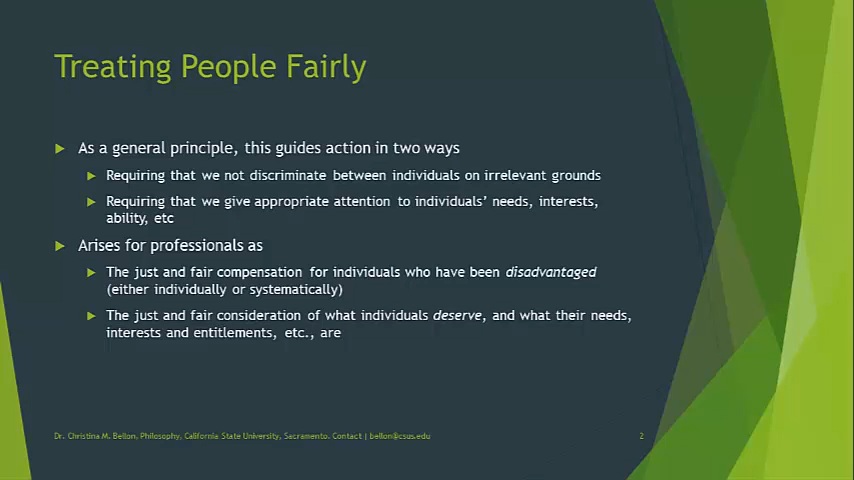 Treating People Fairly
As a general principle, this guides action in two ways
Requiring that we not discriminate between individuals on irrelevant grounds
Requiring that we give appropriate attention to individuals’ needs, interests,
ability, etc
Arises for professionals as
The just and fair compensation for individuals who have been disadvantaged
(either individually or systematically)
The just and fair consideration of what individuals deserve, and what their needs,
interests and entitlements, etc., are
Dr. Christina M. Bellon, Philosophy, California State University, Sacramento. Contact | bellon@csus.edu
2